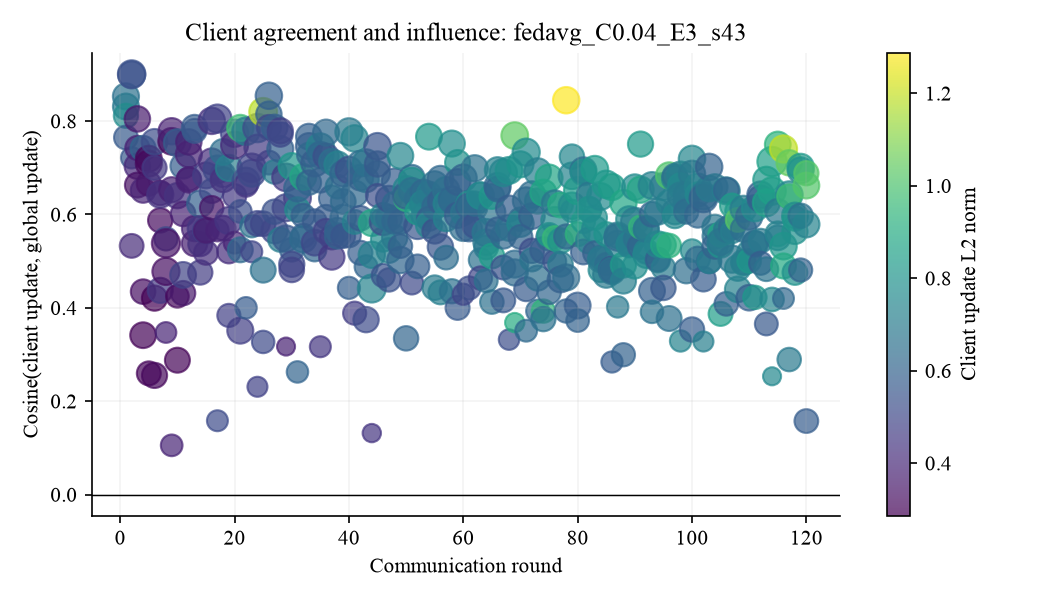 Client agreement and influence: fedavg_C0.04_E3_s43
Cosine(client update, global update)
0.8
0.6
0.4
0.2
0.0
0 20 40 60 80 100 120
Communication round
1.2
1.0
0.8
0.6
0.4
Client update L2 norm